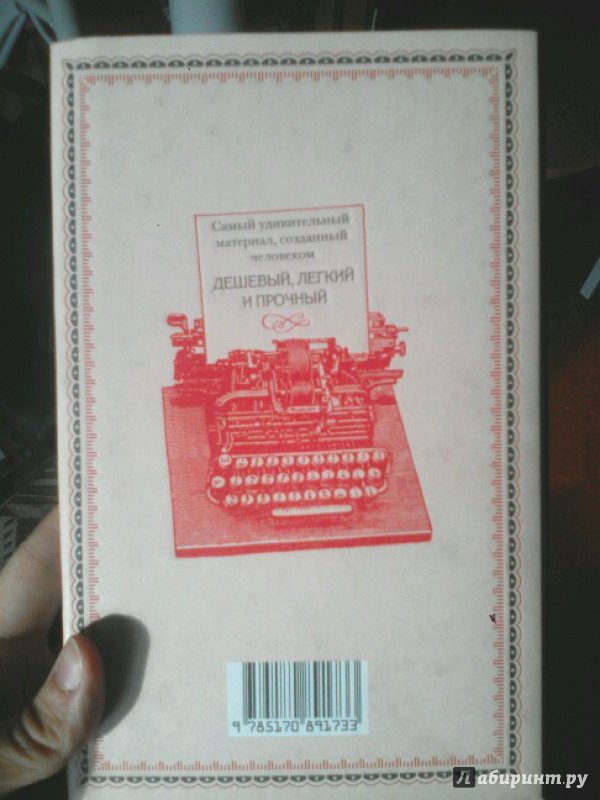 Самый удивительный
материал, созданный
человеком
ДЕШЕВЫЙ, ЛЕГКИЙ
И ПРОЧНЫЙ
9 785170 891733
Лабиринт.ру